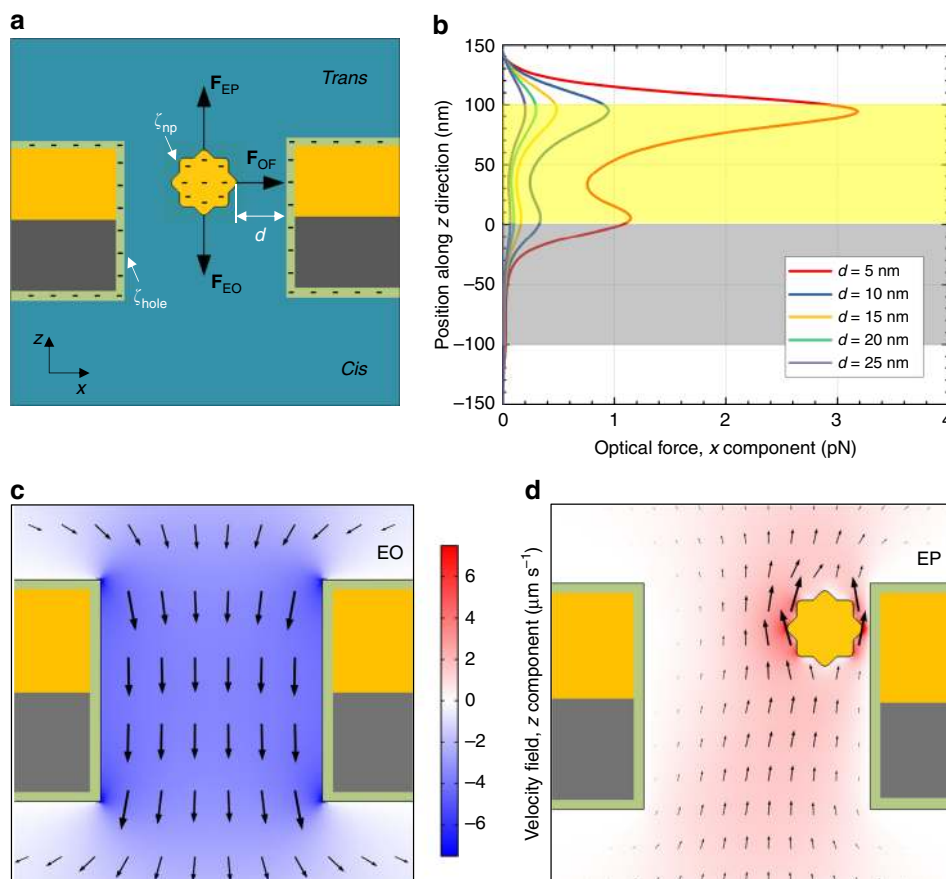 a
Trans
F_EP
ζ_np
F_OF
d
F_EO
ζ_hole
z
x
Cis
b
150
100
50
0
−50
−100
−150
Position along z direction (nm)
d = 5 nm
d = 10 nm
d = 15 nm
d = 20 nm
d = 25 nm
0
1
2
3
4
Optical force, x component (pN)
c
EO
6
4
2
0
−2
−4
−6
Velocity field, z component (µm s⁻¹)
d
EP